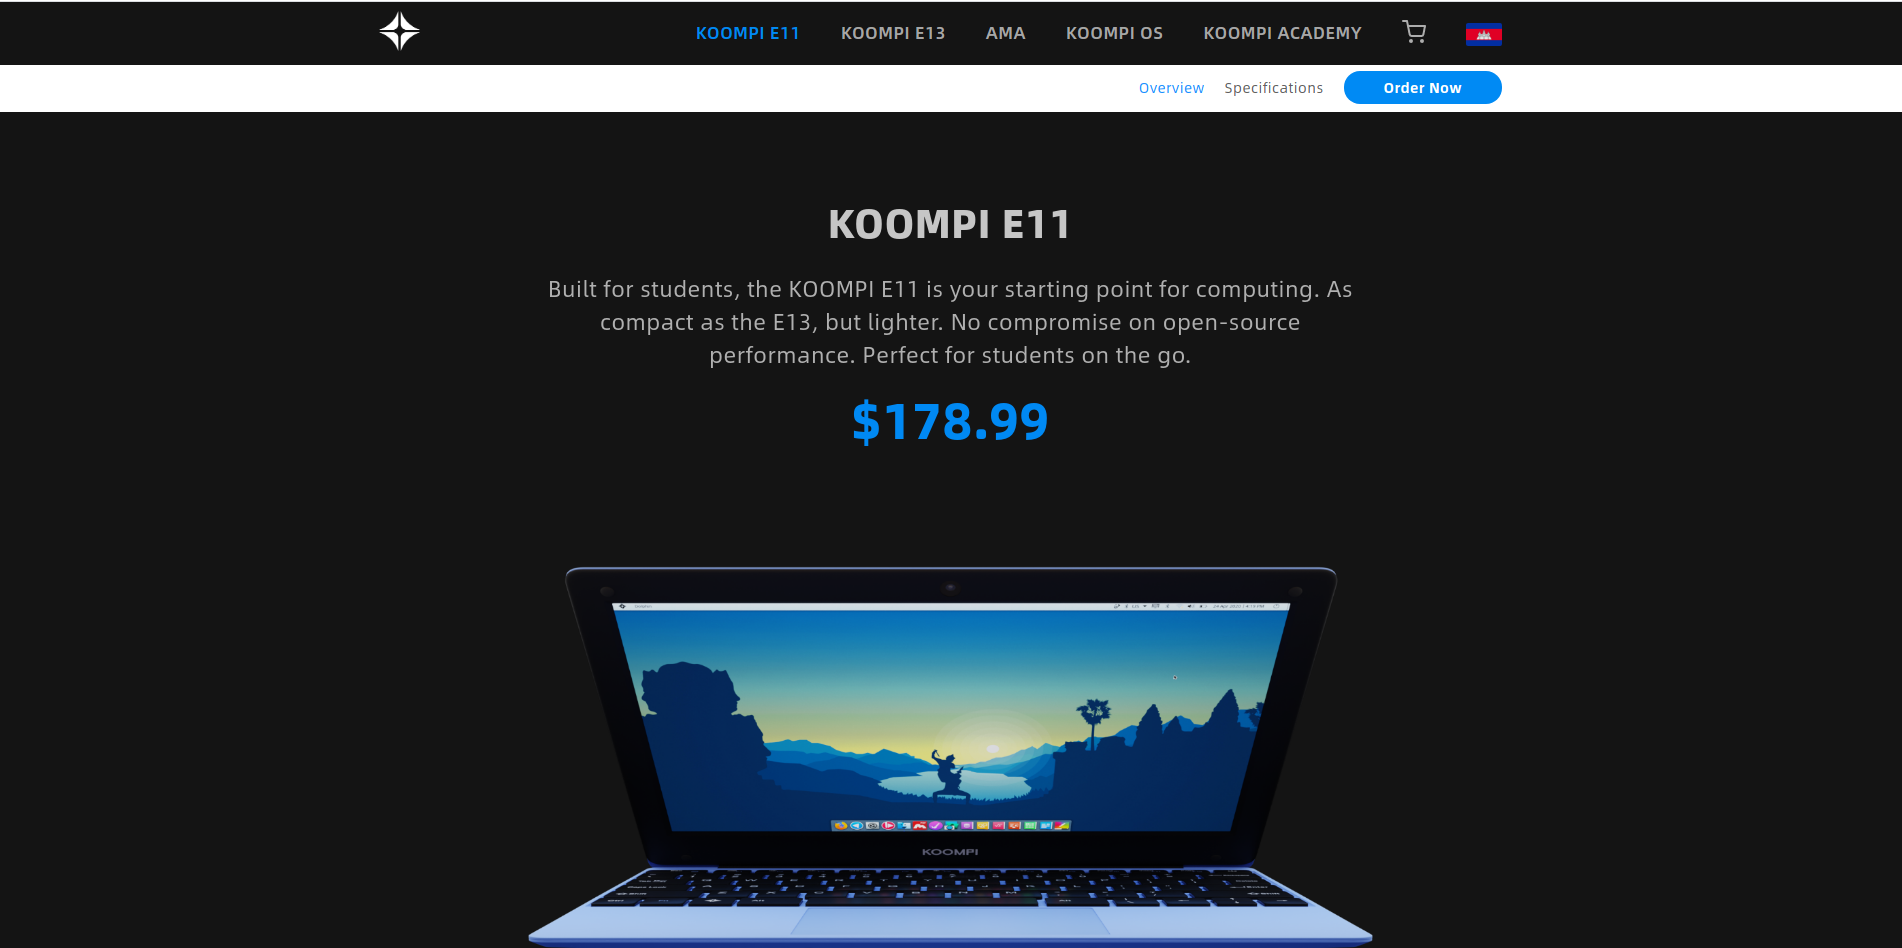 KOOMPI E11 KOOMPI E13 AMA KOOMPI OS KOOMPI ACADEMY
Overview Specifications Order Now
KOOMPI E11
Built for students, the KOOMPI E11 is your starting point for computing. As
compact as the E13, but lighter. No compromise on open-source
performance. Perfect for students on the go.
$178.99
KOOMPI